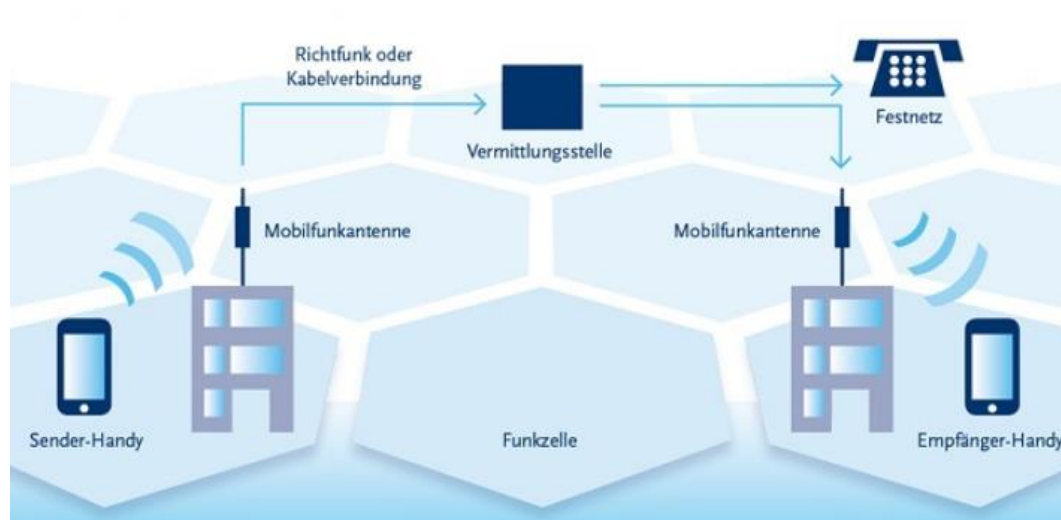 Richtfunk oder
Kabelverbindung
Vermittlungsstelle
Festnetz
Mobilfunkantenne
Mobilfunkantenne
Sender-Handy
Funkzelle
Empfänger-Handy